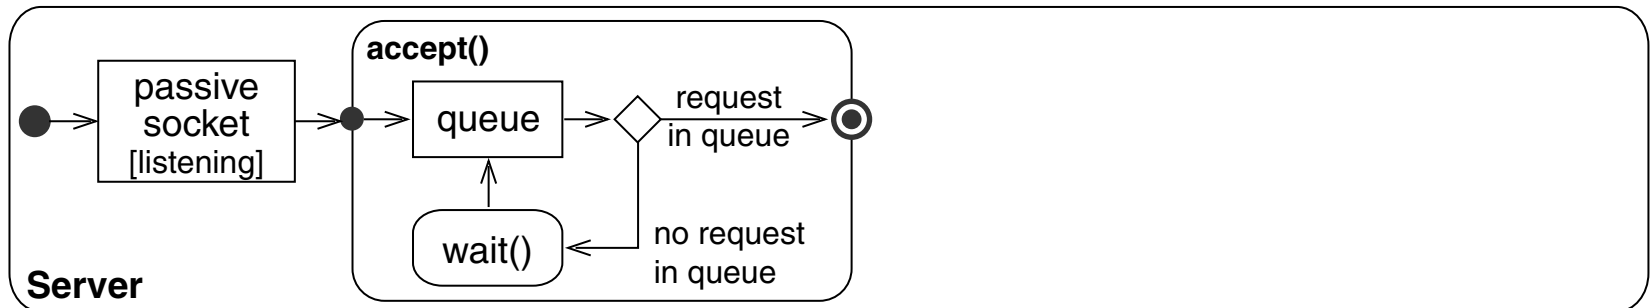 accept()
passive
socket
[listening]
queue
request
in queue
wait()
no request
in queue
Server